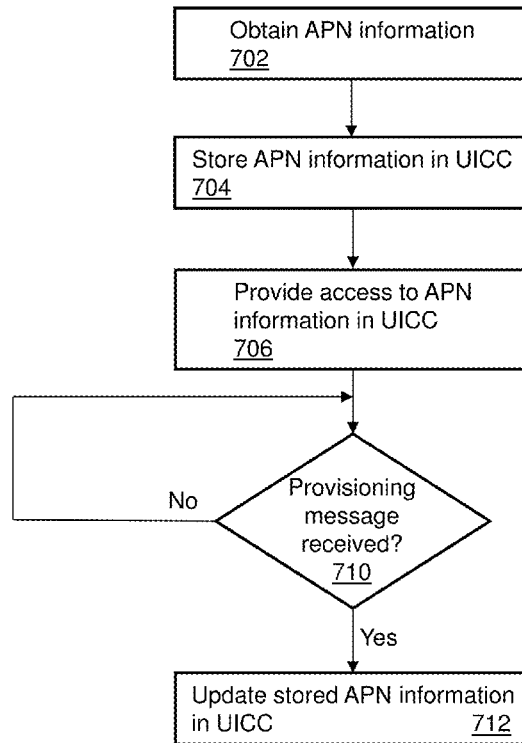 Obtain APN information
702
Store APN information in UICC
704
Provide access to APN
information in UICC
706
No
Provisioning
message
received?
710
Yes
Update stored APN information
in UICC 712